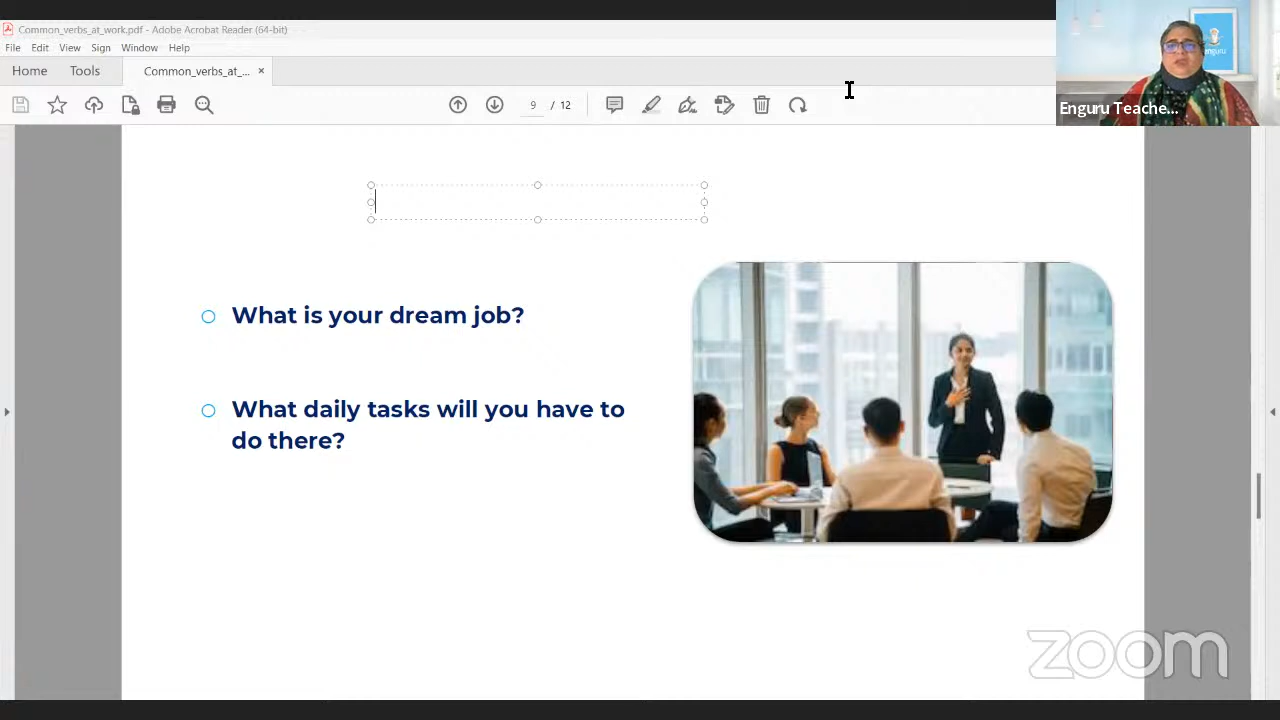 Common_verbs_at_work.pdf - Adobe Acrobat Reader (64-bit)
File Edit View Sign Window Help
Home Tools Common_verbs_at_... ×
9 / 12
enguru
Enguru Teache...
What is your dream job?
What daily tasks will you have to
do there?
zoom